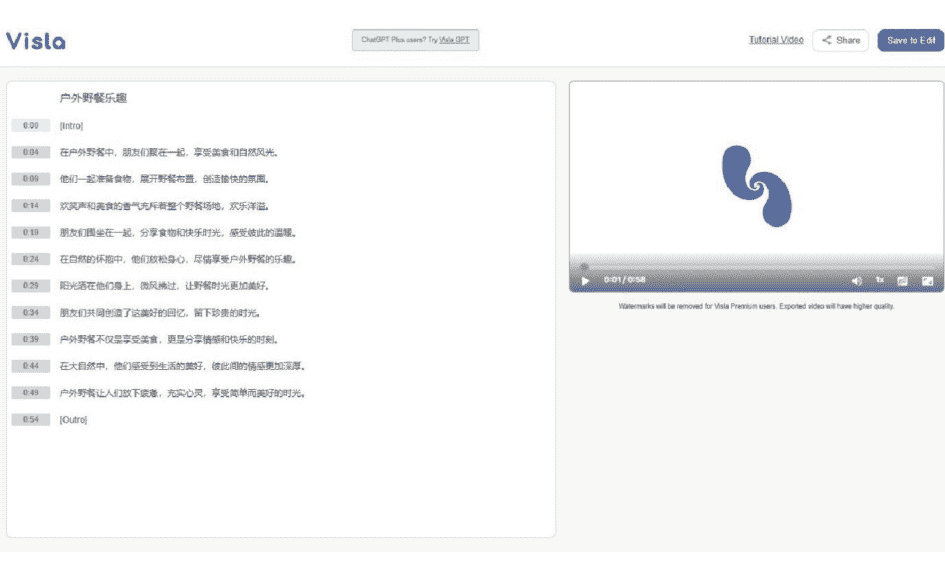 Visla
ChatGPT Plus users? Try Visla GPT
Tutorial Video
Share
Save to Edit
户外野餐乐趣
0:00 [Intro]
0:04 在户外野餐中，朋友们聚在一起，享受美食和自然风光。
0:09 他们一起准备食物，展开野餐布置，创造愉快的氛围。
0:14 欢笑声和美食的香气充斥着整个野餐场地，欢乐洋溢。
0:19 朋友们围坐在一起，分享食物和快乐时光，感受彼此的温暖。
0:24 在自然的怀抱中，他们放松身心，尽情享受户外野餐的乐趣。
0:29 阳光洒在他们身上，微风拂过，让野餐时光更加美好。
0:34 朋友们共同创造了这美好的回忆，留下珍贵的时光。
0:39 户外野餐不仅是享受美食，更是分享情感和快乐的时刻。
0:44 在大自然中，他们感受到生活的美好，彼此间的情感更加深厚。
0:49 户外野餐让人们放下疲惫，充实心灵，享受简单而美好的时光。
0:54 [Outro]
0:01 / 0:58
1x
Watermarks will be removed for Visla Premium users. Exported video will have higher quality.